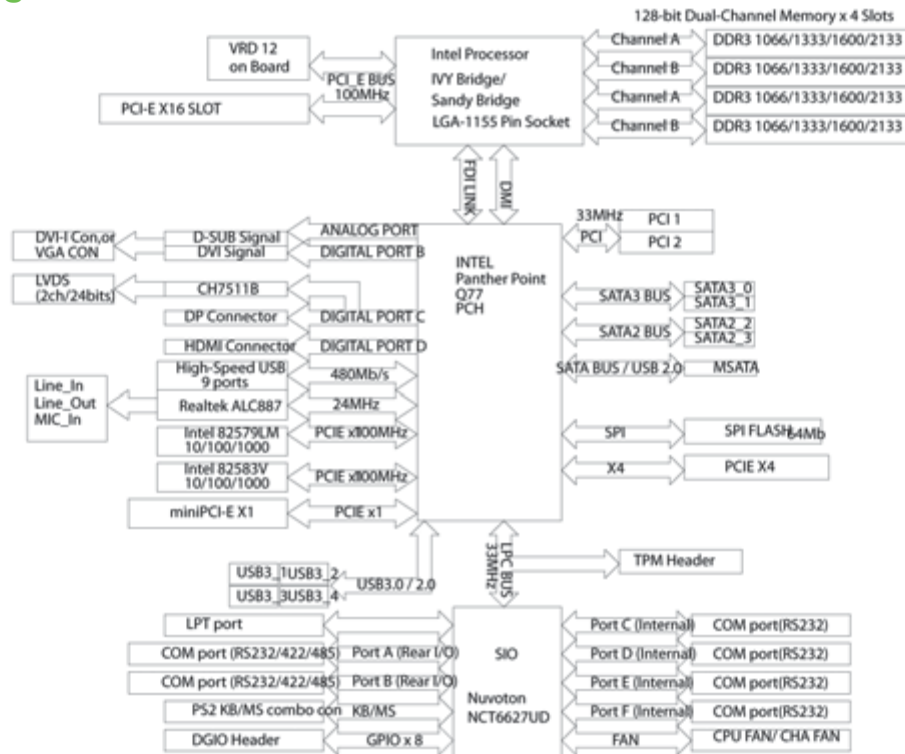 128-bit Dual-Channel Memory x 4 Slots
VRD 12
on Board
PCI_E BUS
100MHz
PCI-E X16 SLOT
Intel Processor
IVY Bridge/
Sandy Bridge
LGA-1155 Pin Socket
Channel A
DDR3 1066/1333/1600/2133
Channel B
DDR3 1066/1333/1600/2133
Channel A
DDR3 1066/1333/1600/2133
Channel B
DDR3 1066/1333/1600/2133
FDI LINK
DMI
DVI-I Con,or
VGA CON
D-SUB Signal
DVI Signal
ANALOG PORT
DIGITAL PORT B
LVDS
(2ch/24bits)
CH7511B
DP Connector
DIGITAL PORT C
HDMI Connector
DIGITAL PORT D
High-Speed USB
9 ports
480Mb/s
Line_In
Line_Out
MIC_In
Realtek ALC887
24MHz
Intel 82579LM
10/100/1000
PCIE x1
100MHz
Intel 82583V
10/100/1000
PCIE x1
100MHz
miniPCI-E X1
PCIE x1
INTEL
Panther Point
Q77
PCH
33MHz
PCI
PCI 1
PCI 2
SATA3 BUS
SATA3_0
SATA3_1
SATA2 BUS
SATA2_2
SATA2_3
SATA BUS / USB 2.0
MSATA
SPI
SPI FLASH
64Mb
X4
PCIE X4
USB3_1
USB3_2
USB3_3
USB3_4
USB3.0 / 2.0
LPC BUS
33MHz
TPM Header
LPT port
COM port (RS232/422/485)
Port A (Rear I/O)
COM port (RS232/422/485)
Port B (Rear I/O)
PS2 KB/MS combo con
KB/MS
DGIO Header
GPIO x 8
SIO
Nuvoton
NCT6627UD
Port C (Internal)
COM port(RS232)
Port D (Internal)
COM port(RS232)
Port E (Internal)
COM port(RS232)
Port F (Internal)
COM port(RS232)
FAN
CPU FAN/ CHA FAN